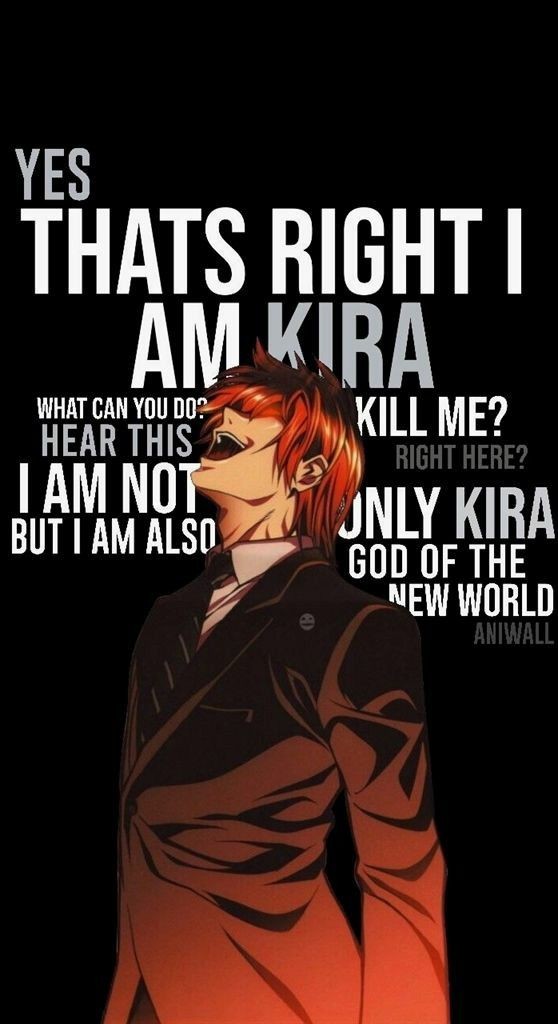 YES
THATS RIGHT I
AM KIRA
WHAT CAN YOU DO? KILL ME?
HEAR THIS RIGHT HERE?
I AM NOT ONLY KIRA
BUT I AM ALSO GOD OF THE
NEW WORLD
ANIWALL